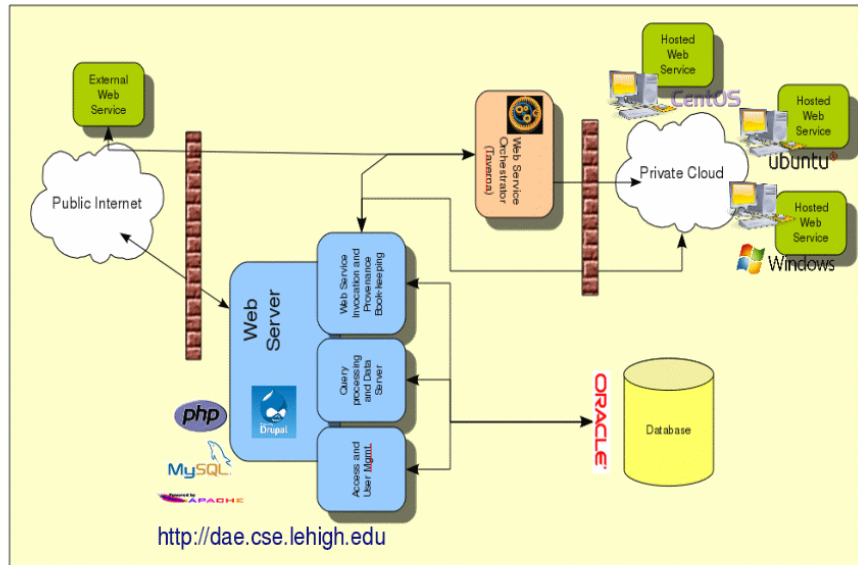 External
Web
Service
Public Internet
Web Service
Orchestrator
(Taverna)
Hosted
Web Service
CentOS
Hosted
Web Service
ubuntu
Private Cloud
Hosted
Web Service
Windows
Web
Server
Web Service
Invocation and
Provenance
Book-keeping
Query
processing
and Data
Server
Access and
User Mgmt.
Drupal
php
MySQL
Powered by
APACHE
ORACLE
Database
http://dae.cse.lehigh.edu